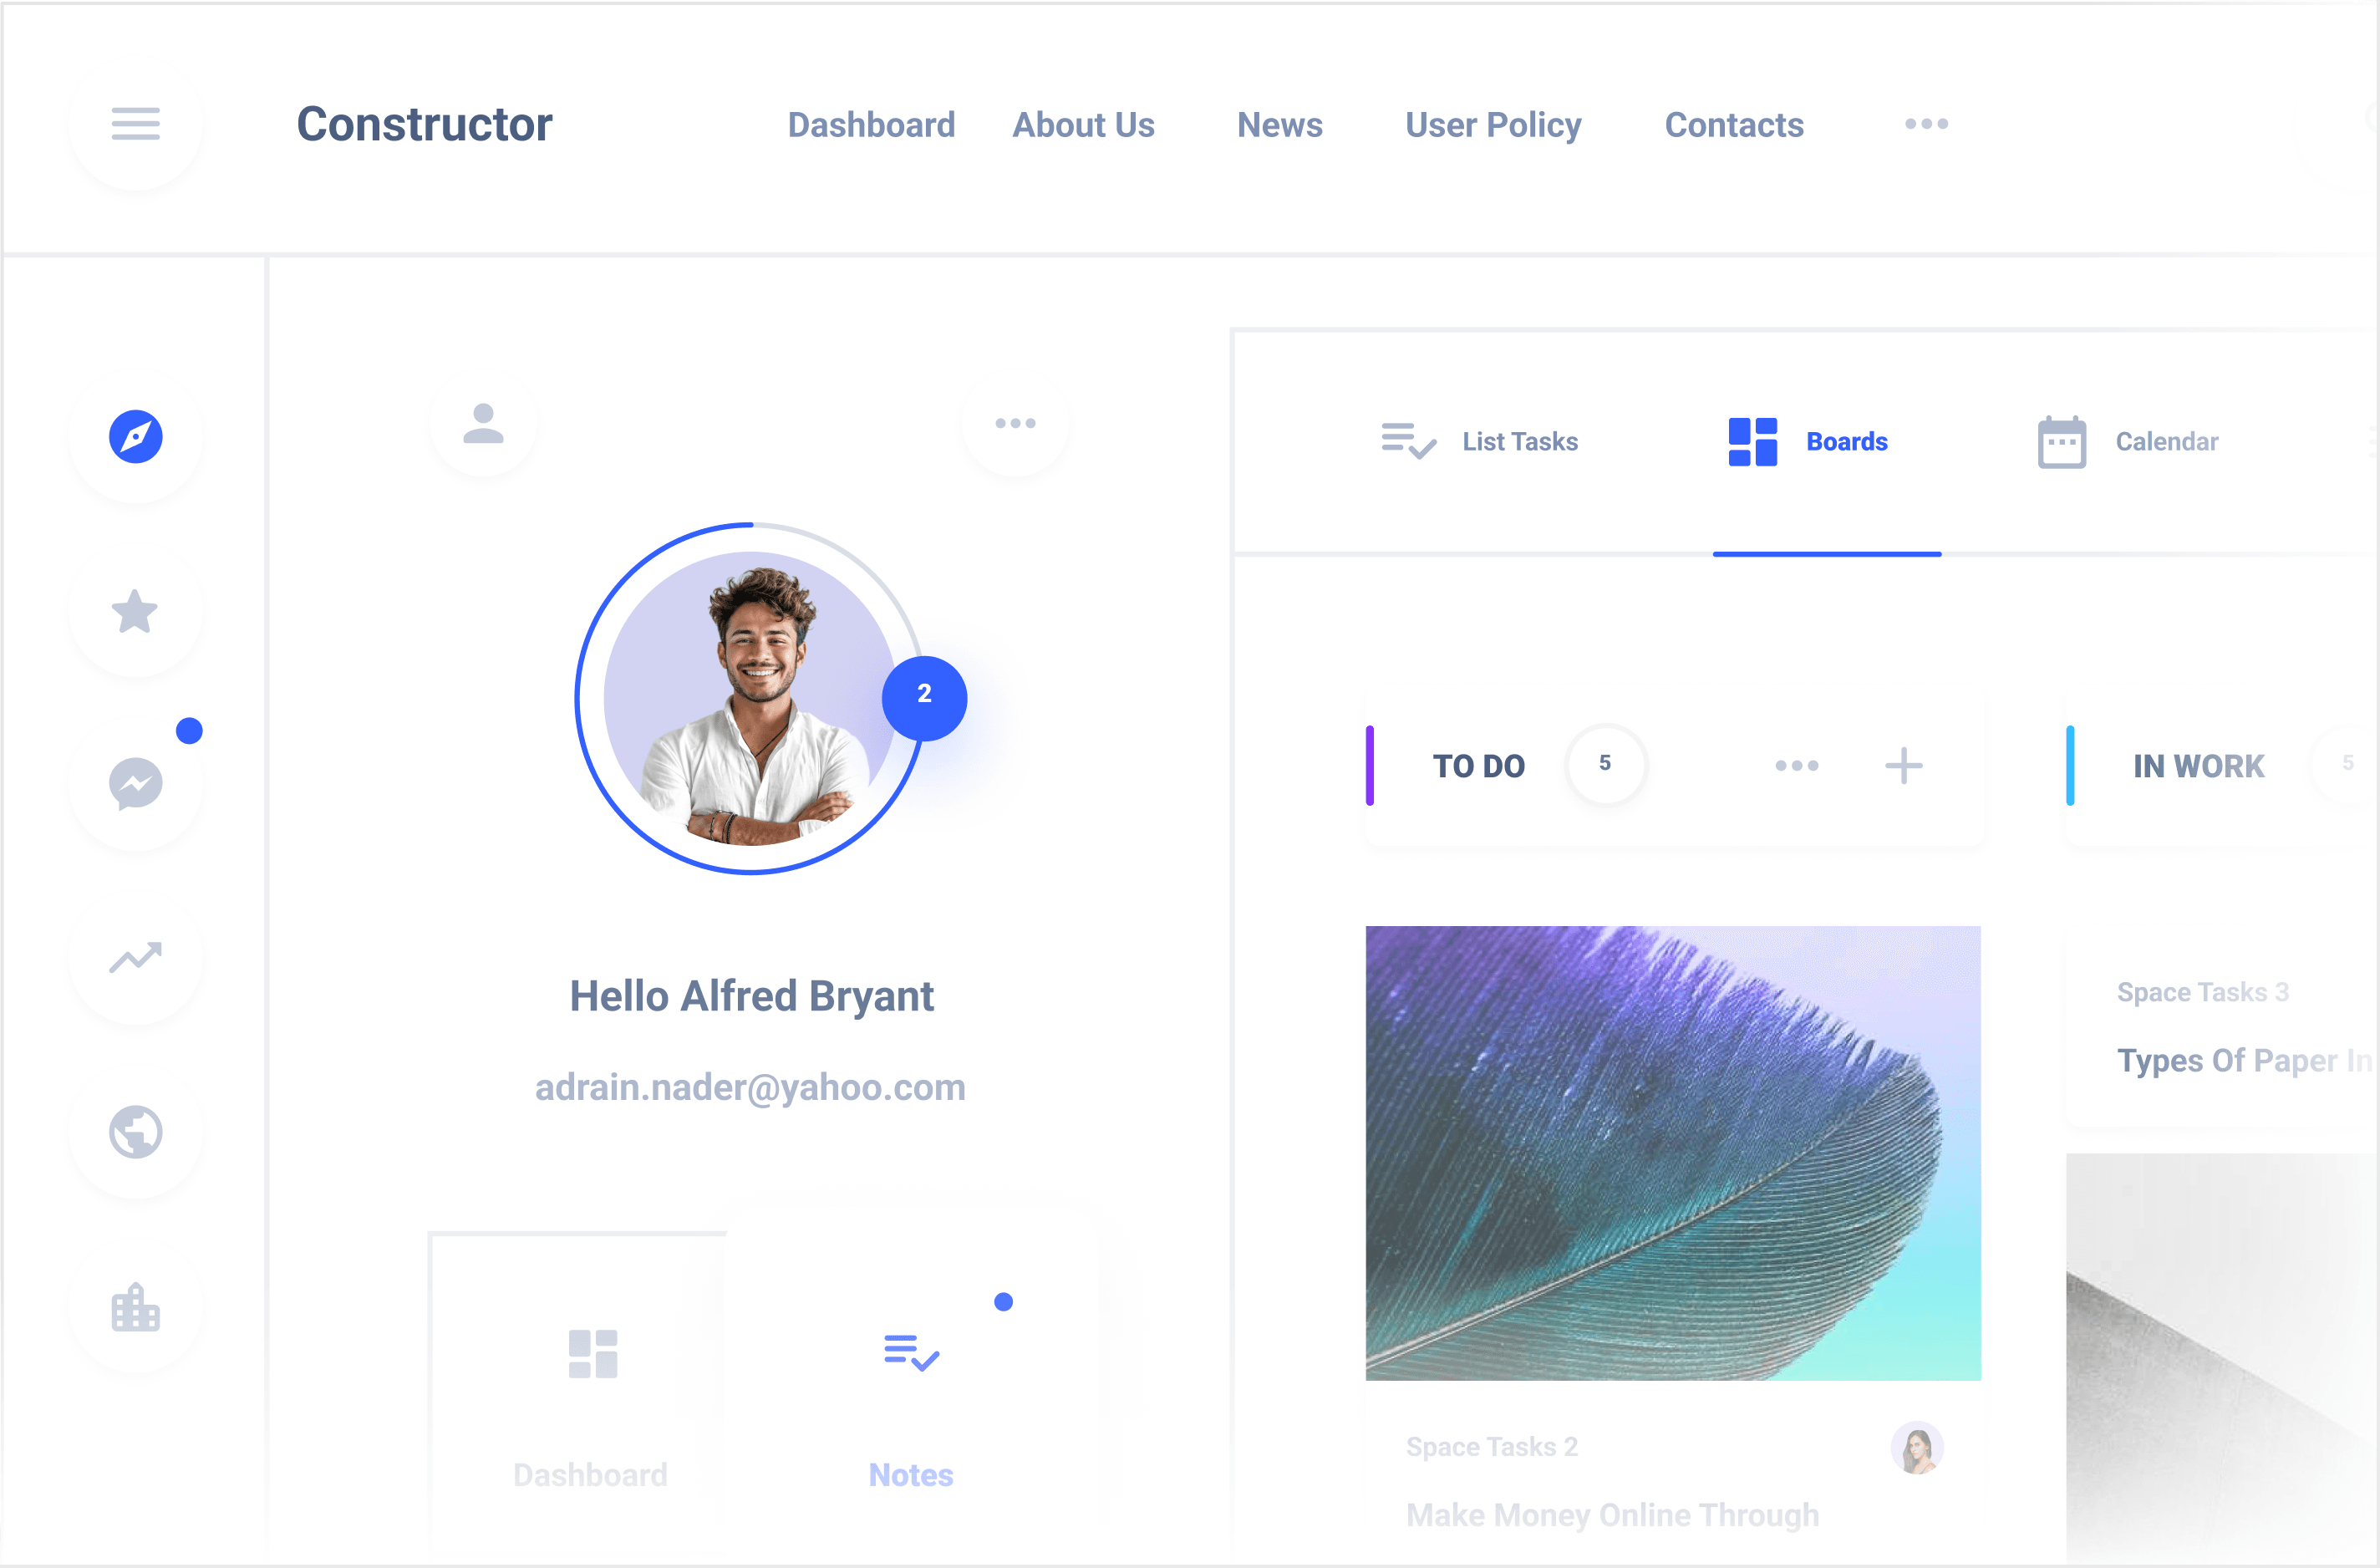 Constructor
Dashboard
About Us
News
User Policy
Contacts
List Tasks
Boards
Calendar
2
Hello Alfred Bryant
adrain.nader@yahoo.com
Dashboard
Notes
TO DO
5
Space Tasks 2
Make Money Online Through
IN WORK
5
Space Tasks 3
Types Of Paper In